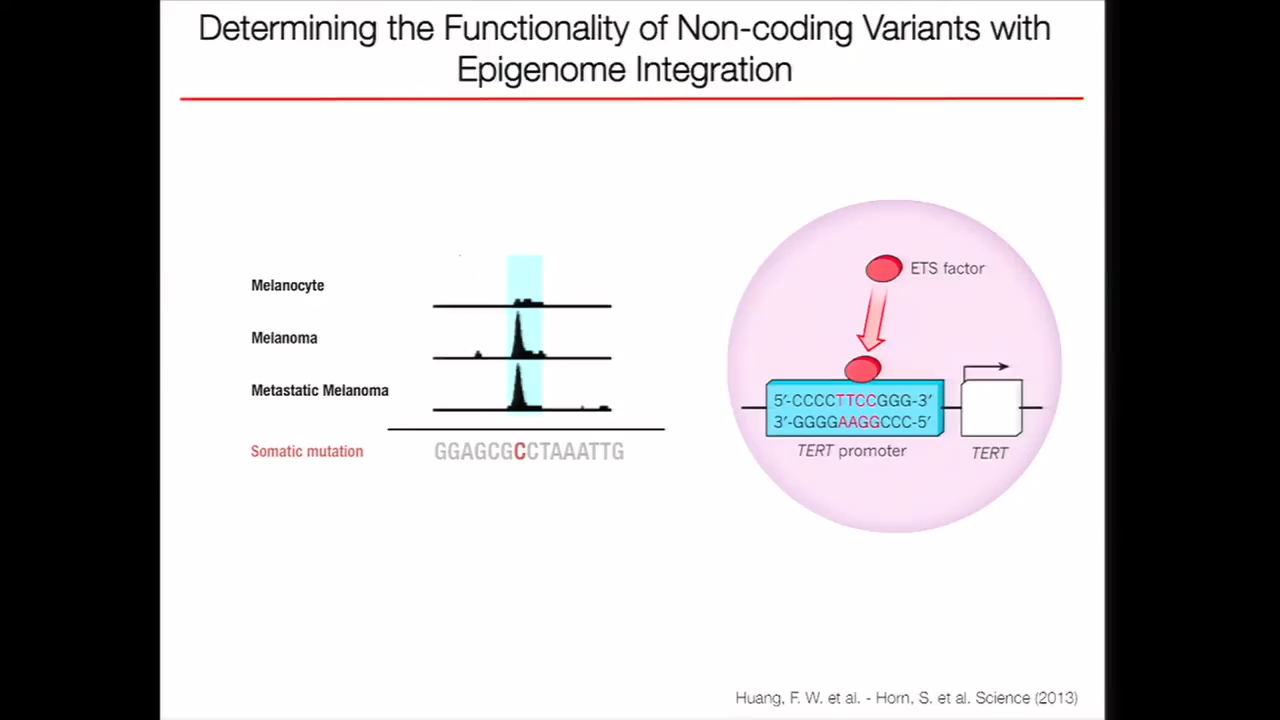 Determining the Functionality of Non-coding Variants with
Epigenome Integration
Melanocyte
Melanoma
Metastatic Melanoma
Somatic mutation
GGAGCGCCTAAATTG
ETS factor
5′-CCCCTTCCGGG-3′
3′-GGGGAAGGCCC-5′
TERT promoter
TERT
Huang, F. W. et al. - Horn, S. et al. Science (2013)